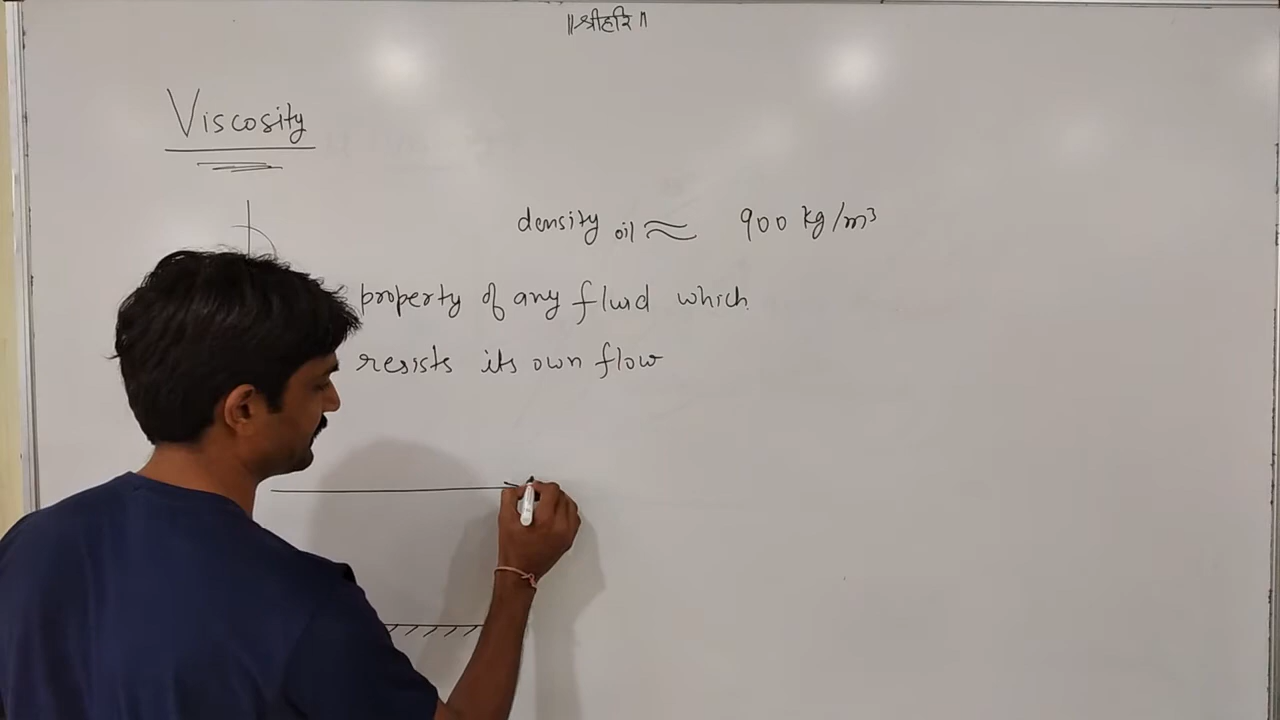 ॥श्रीहरि॥
Viscosity
density oil ≈ 900 kg/m³
property of any fluid which
resists its own flow